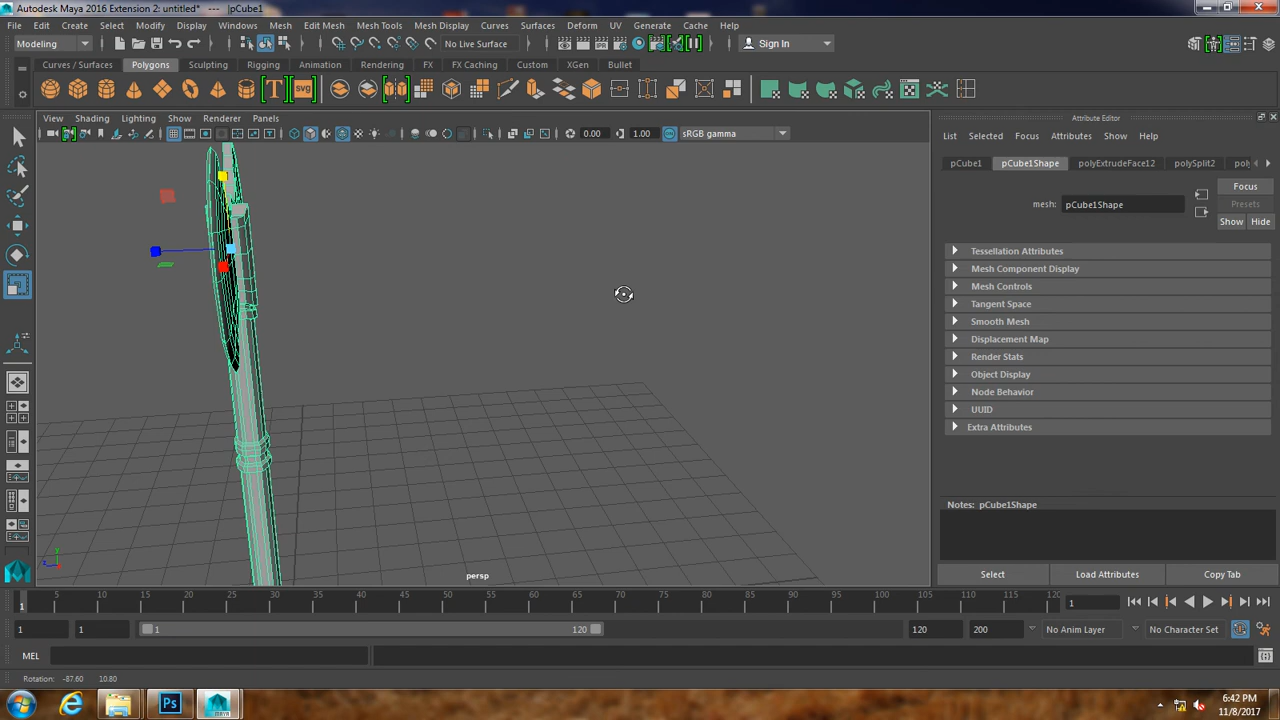 Autodesk Maya 2016 Extension 2: untitled* --- |pCube1
File Edit Create Select Modify Display Windows Mesh Edit Mesh Mesh Tools Mesh Display Curves Surfaces Deform UV Generate Cache Help
Modeling No Live Surface Sign In
Curves / Surfaces Polygons Sculpting Rigging Animation Rendering FX FX Caching Custom XGen Bullet
T SVG
View Shading Lighting Show Renderer Panels
0.00 1.00 sRGB gamma
Attribute Editor
List Selected Focus Attributes Show Help
pCube1 pCube1Shape polyExtrudeFace12 polySplit2
mesh: pCube1Shape
Focus
Presets
Show Hide
Tessellation Attributes
Mesh Component Display
Mesh Controls
Tangent Space
Smooth Mesh
Displacement Map
Render Stats
Object Display
Node Behavior
UUID
Extra Attributes
Notes: pCube1Shape
Select Load Attributes Copy Tab
persp
1 5 10 15 20 25 30 35 40 45 50 55 60 65 70 75 80 85 90 95 100 105 110 115 120
1
1 1 1 120 120 200 No Anim Layer No Character Set
MEL
Rotation: -87.60 10.80
Ps MAYA
6:42 PM
11/8/2017